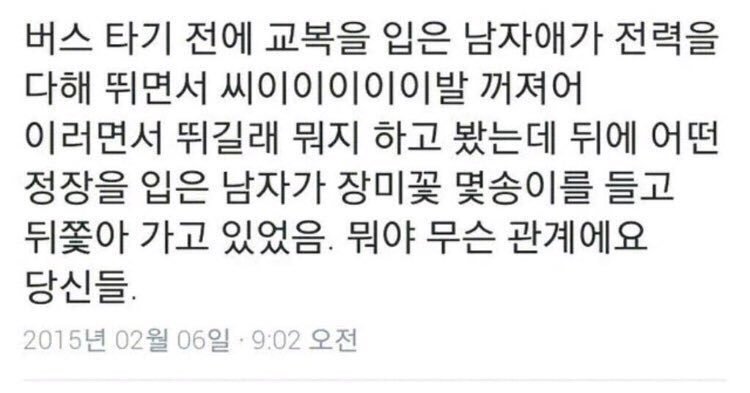 버스 타기 전에 교복을 입은 남자애가 전력을
다해 뛰면서 씨이이이이이이발 꺼져어
이러면서 뛰길래 뭐지 하고 봤는데 뒤에 어떤
정장을 입은 남자가 장미꽃 몇송이를 들고
뒤쫓아 가고 있었음. 뭐야 무슨 관계에요
당신들.
2015년 02월 06일 · 9:02 오전